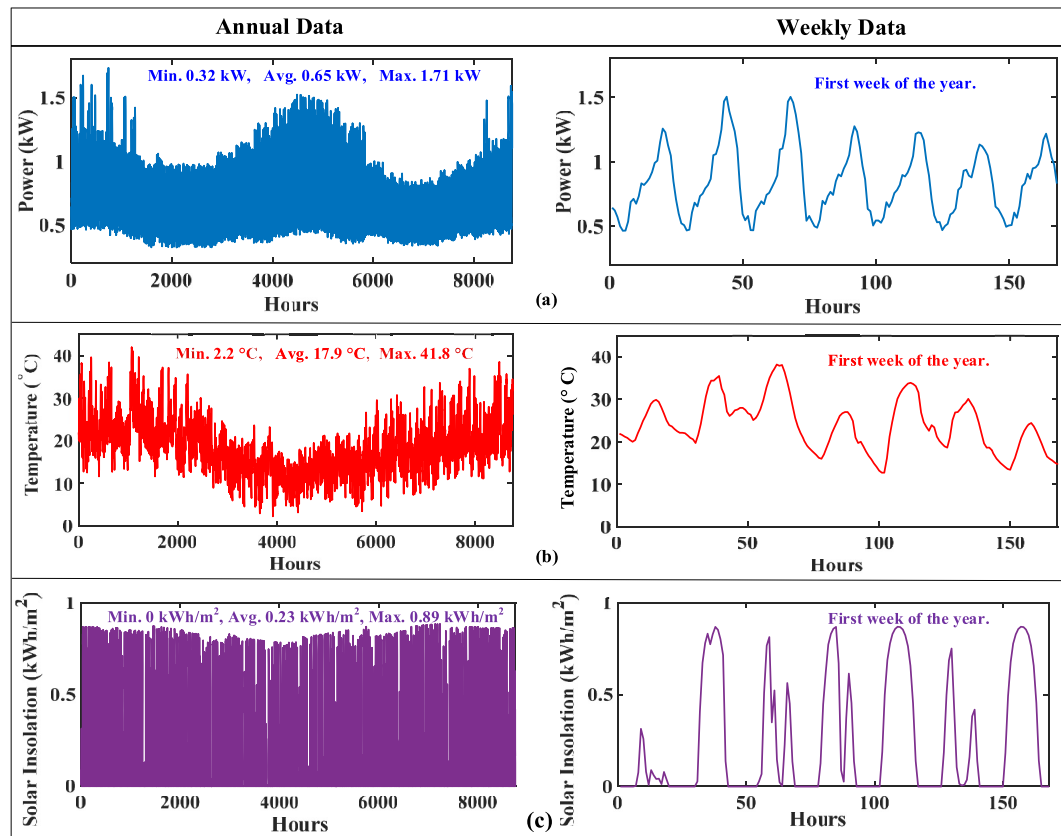 Annual Data
Weekly Data
Min. 0.32 kW, Avg. 0.65 kW, Max. 1.71 kW
Power (kW)
1.5
1
0.5
0 2000 4000 6000 8000
Hours
First week of the year.
Power (kW)
1.5
1
0.5
0 50 100 150
Hours
(a)
Min. 2.2 °C, Avg. 17.9 °C, Max. 41.8 °C
Temperature (°C)
40
30
20
10
0
0 2000 4000 6000 8000
Hours
First week of the year.
Temperature (° C)
40
30
20
10
0
0 50 100 150
Hours
(b)
Min. 0 kWh/m², Avg. 0.23 kWh/m², Max. 0.89 kWh/m²
Solar Insolation (kWh/m²)
1
0.5
0
0 2000 4000 6000 8000
Hours
First week of the year.
Solar Insolation (kWh/m²)
1
0.5
0
0 50 100 150
Hours
(c)